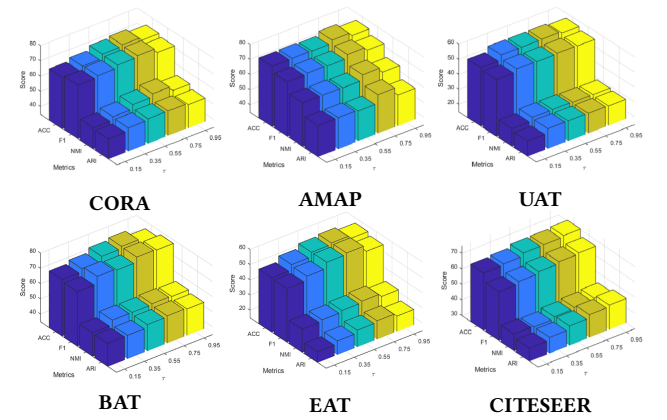 80
70
60
50
40
Score
ACC
F1
NMI
ARI
Metrics
0.15
0.35
0.55
0.75
0.95
τ
CORA
80
70
60
50
40
Score
ACC
F1
NMI
ARI
Metrics
0.15
0.35
0.55
0.75
0.95
τ
AMAP
60
50
40
30
20
Score
ACC
F1
NMI
ARI
Metrics
0.15
0.35
0.55
0.75
0.95
τ
UAT
80
70
60
50
40
Score
ACC
F1
NMI
ARI
Metrics
0.15
0.35
0.55
0.75
0.95
τ
BAT
60
50
40
30
20
Score
ACC
F1
NMI
ARI
Metrics
0.15
0.35
0.55
0.75
0.95
τ
EAT
70
60
50
40
30
Score
ACC
F1
NMI
ARI
Metrics
0.15
0.35
0.55
0.75
0.95
τ
CITESEER